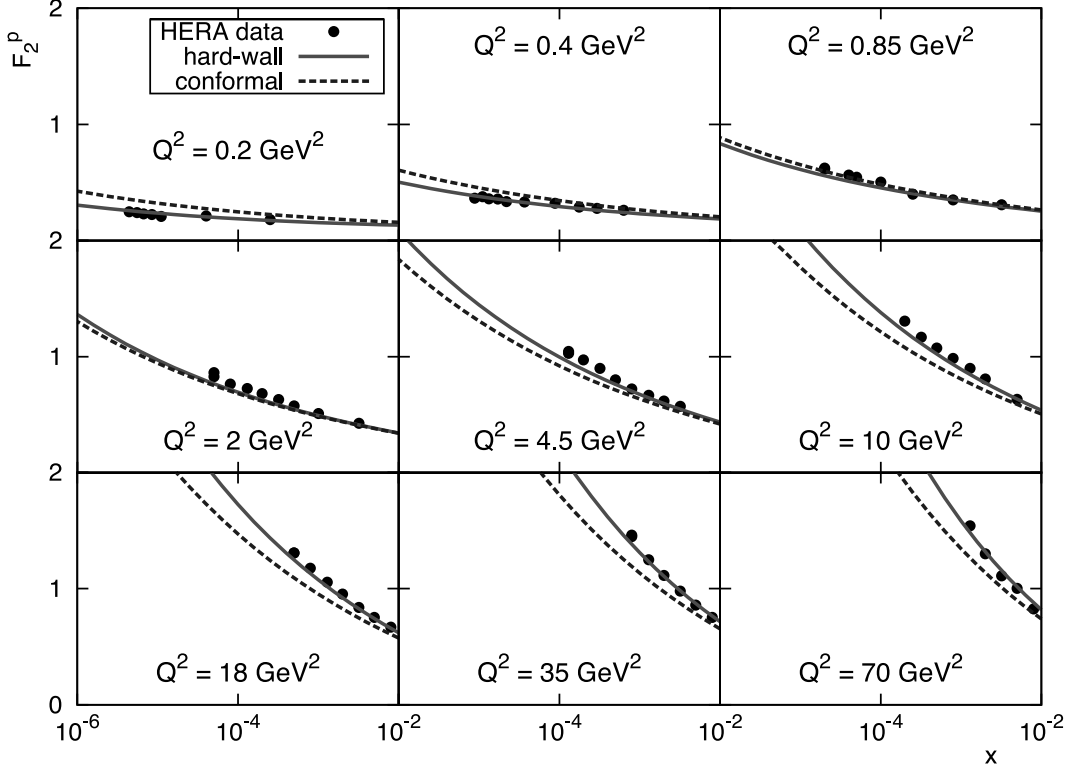 F₂ᵖ
2
HERA data
hard-wall
conformal
Q² = 0.4 GeV²
Q² = 0.85 GeV²
1
Q² = 0.2 GeV²
2
1
Q² = 2 GeV²
Q² = 4.5 GeV²
Q² = 10 GeV²
2
1
Q² = 18 GeV²
Q² = 35 GeV²
Q² = 70 GeV²
0
10⁻⁶ 10⁻⁴ 10⁻² 10⁻⁴ 10⁻² 10⁻⁴ 10⁻²
x